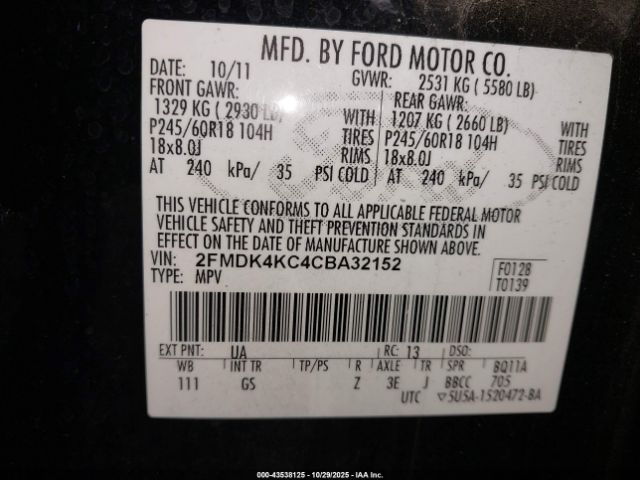 MFD. BY FORD MOTOR CO.
DATE: 10/11 GVWR: 2531 KG ( 5580 LB)
FRONT GAWR: REAR GAWR:
1329 KG ( 2930 LB) WITH 1207 KG ( 2660 LB) WITH
P245/60R18 104H TIRES P245/60R18 104H TIRES
18x8.0J RIMS 18x8.0J RIMS
AT 240 kPa/ 35 PSI COLD AT 240 kPa/ 35 PSI COLD
THIS VEHICLE CONFORMS TO ALL APPLICABLE FEDERAL MOTOR
VEHICLE SAFETY AND THEFT PREVENTION STANDARDS IN
EFFECT ON THE DATE OF MANUFACTURE SHOWN ABOVE.
VIN: 2FMDK4KC4CBA32152 F0128
TYPE: MPV T0139
EXT PNT: UA RC: 13 DSO:
WB INT TR TP/PS R AXLE TR SPR BQ11A
111 GS Z 3E J BBCC 705
UTC ▽5U5A-1520472-BA
000-43538125 - 10/29/2025 - IAA Inc.